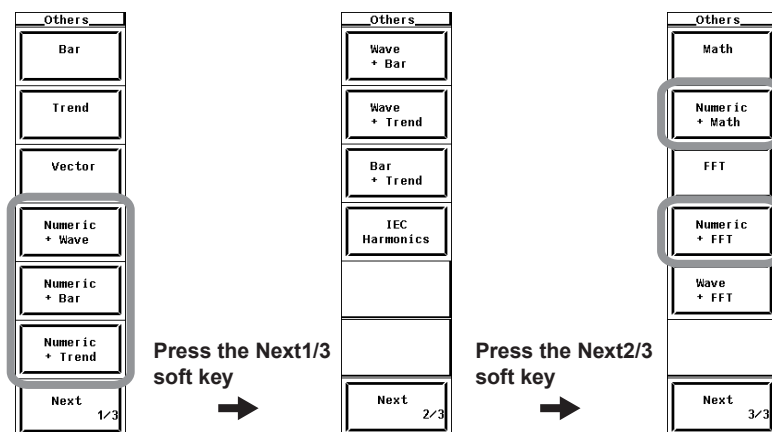 Others
Bar
Trend
Vector
Numeric
+ Wave
Numeric
+ Bar
Numeric
+ Trend
Next
1/3
Press the Next1/3
soft key
Others
Wave
+ Bar
Wave
+ Trend
Bar
+ Trend
IEC
Harmonics
Next
2/3
Press the Next2/3
soft key
Others
Math
Numeric
+ Math
FFT
Numeric
+ FFT
Wave
+ FFT
Next
3/3